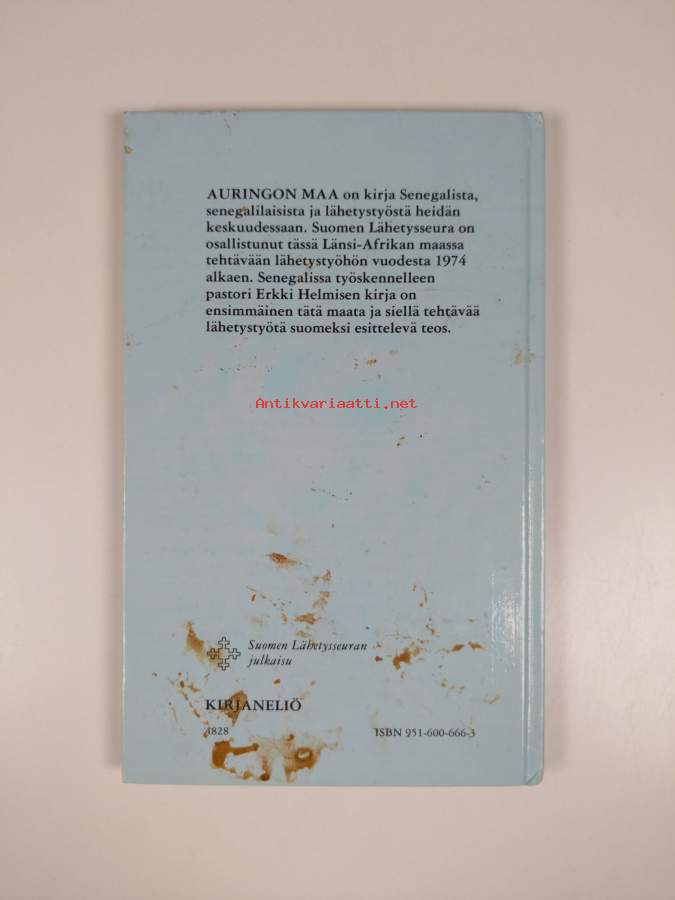 AURINGON MAA on kirja Senegalista,
senegalilaisista ja lähetystyöstä heidän
keskuudessaan. Suomen Lähetysseura on
osallistunut tässä Länsi-Afrikan maassa
tehtävään lähetystyöhön vuodesta 1974
alkaen. Senegalissa työskennelleen
pastori Erkki Helmisen kirja on
ensimmäinen tätä maata ja siellä tehtävää
lähetystyötä suomeksi esittelevä teos.
Antikvariaatti.net
Suomen Lähetysseuran
julkaisu
KIRJANELIÖ
4828 ISBN 951-600-666-3